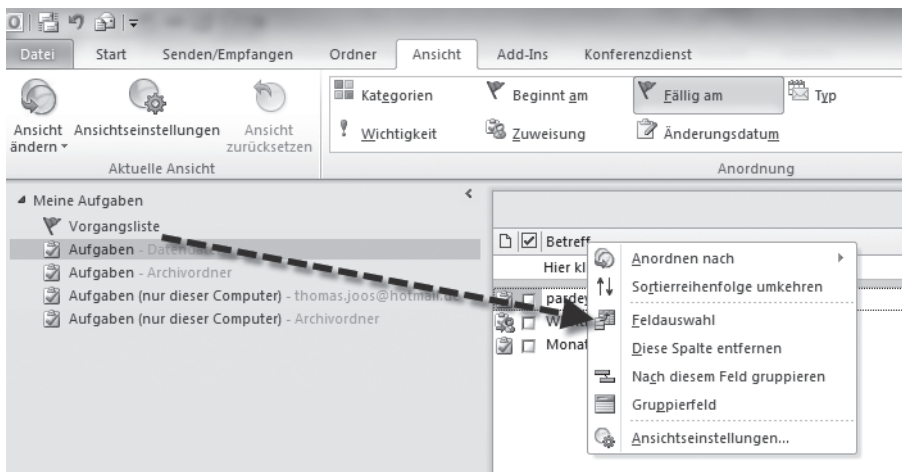 Datei Start Senden/Empfangen Ordner Ansicht Add-Ins Konferenzdienst
Ansicht ändern
Ansichtseinstellungen
Ansicht zurücksetzen
Aktuelle Ansicht
Kategorien Beginnt am Fällig am Typ
Wichtigkeit Zuweisung Änderungsdatum
Anordnung
Meine Aufgaben
Vorgangsliste
Aufgaben
Aufgaben - Archivordner
Aufgaben (nur dieser Computer) - thomas.joos@hotmail.de
Aufgaben (nur dieser Computer) - Archivordner
Betreff
Hier
Anordnen nach
Sortierreihenfolge umkehren
Feldauswahl
Diese Spalte entfernen
Nach diesem Feld gruppieren
Gruppierfeld
Ansichtseinstellungen...